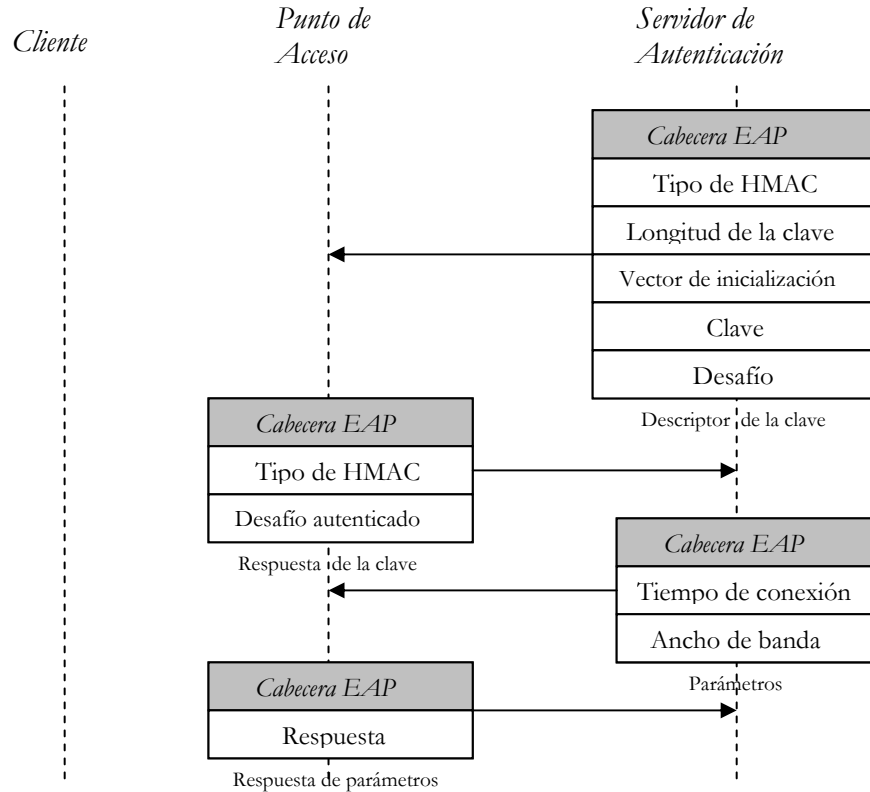 Cliente
Punto de
Acceso
Servidor de
Autenticación
Cabecera EAP
Tipo de HMAC
Longitud de la clave
Vector de inicialización
Clave
Desafío
Descriptor de la clave
Cabecera EAP
Tipo de HMAC
Desafío autenticado
Respuesta de la clave
Cabecera EAP
Tiempo de conexión
Ancho de banda
Parámetros
Cabecera EAP
Respuesta
Respuesta de parámetros